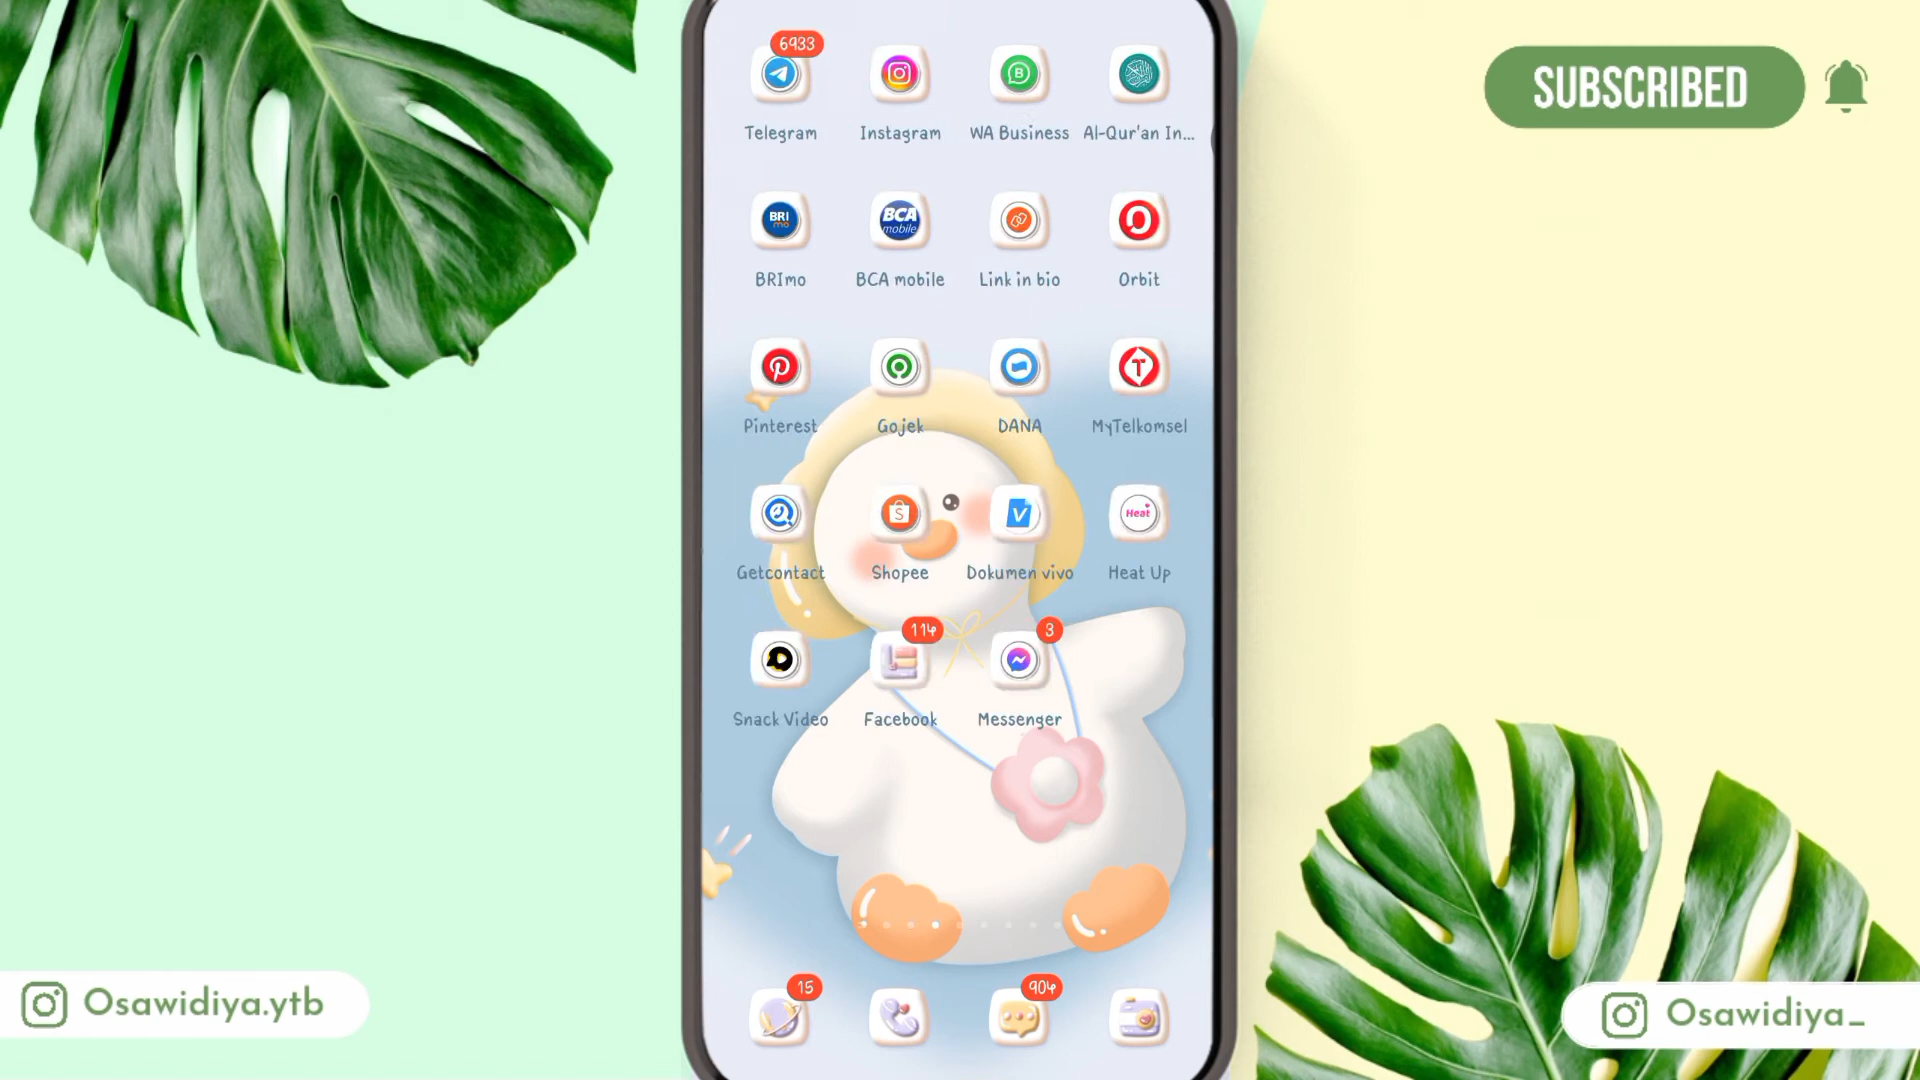 SUBSCRIBED
6933
Telegram Instagram WA Business Al-Qur'an In...
BRI mo BCA mobile
BRImo BCA mobile Link in bio Orbit
Pinterest Gojek DANA MyTelkomsel
Heat
Getcontact Shopee Dokumen vivo Heat Up
114 3
Snack Video Facebook Messenger
15 904
Osawidiya.ytb
Osawidiya_